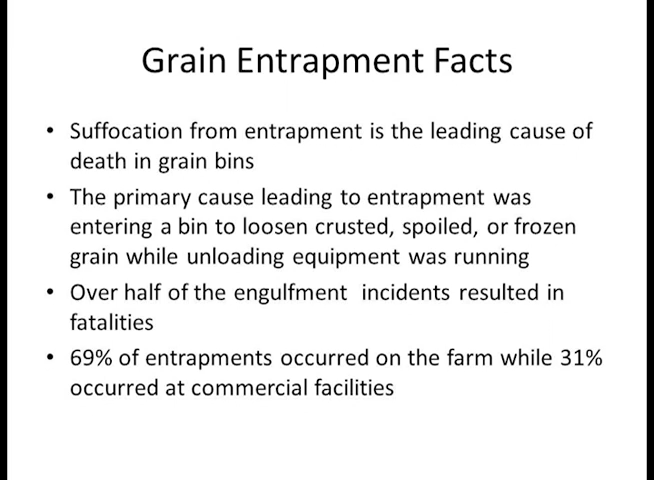 Grain Entrapment Facts
• Suffocation from entrapment is the leading cause of
death in grain bins
• The primary cause leading to entrapment was
entering a bin to loosen crusted, spoiled, or frozen
grain while unloading equipment was running
• Over half of the engulfment  incidents resulted in
fatalities
• 69% of entrapments occurred on the farm while 31%
occurred at commercial facilities